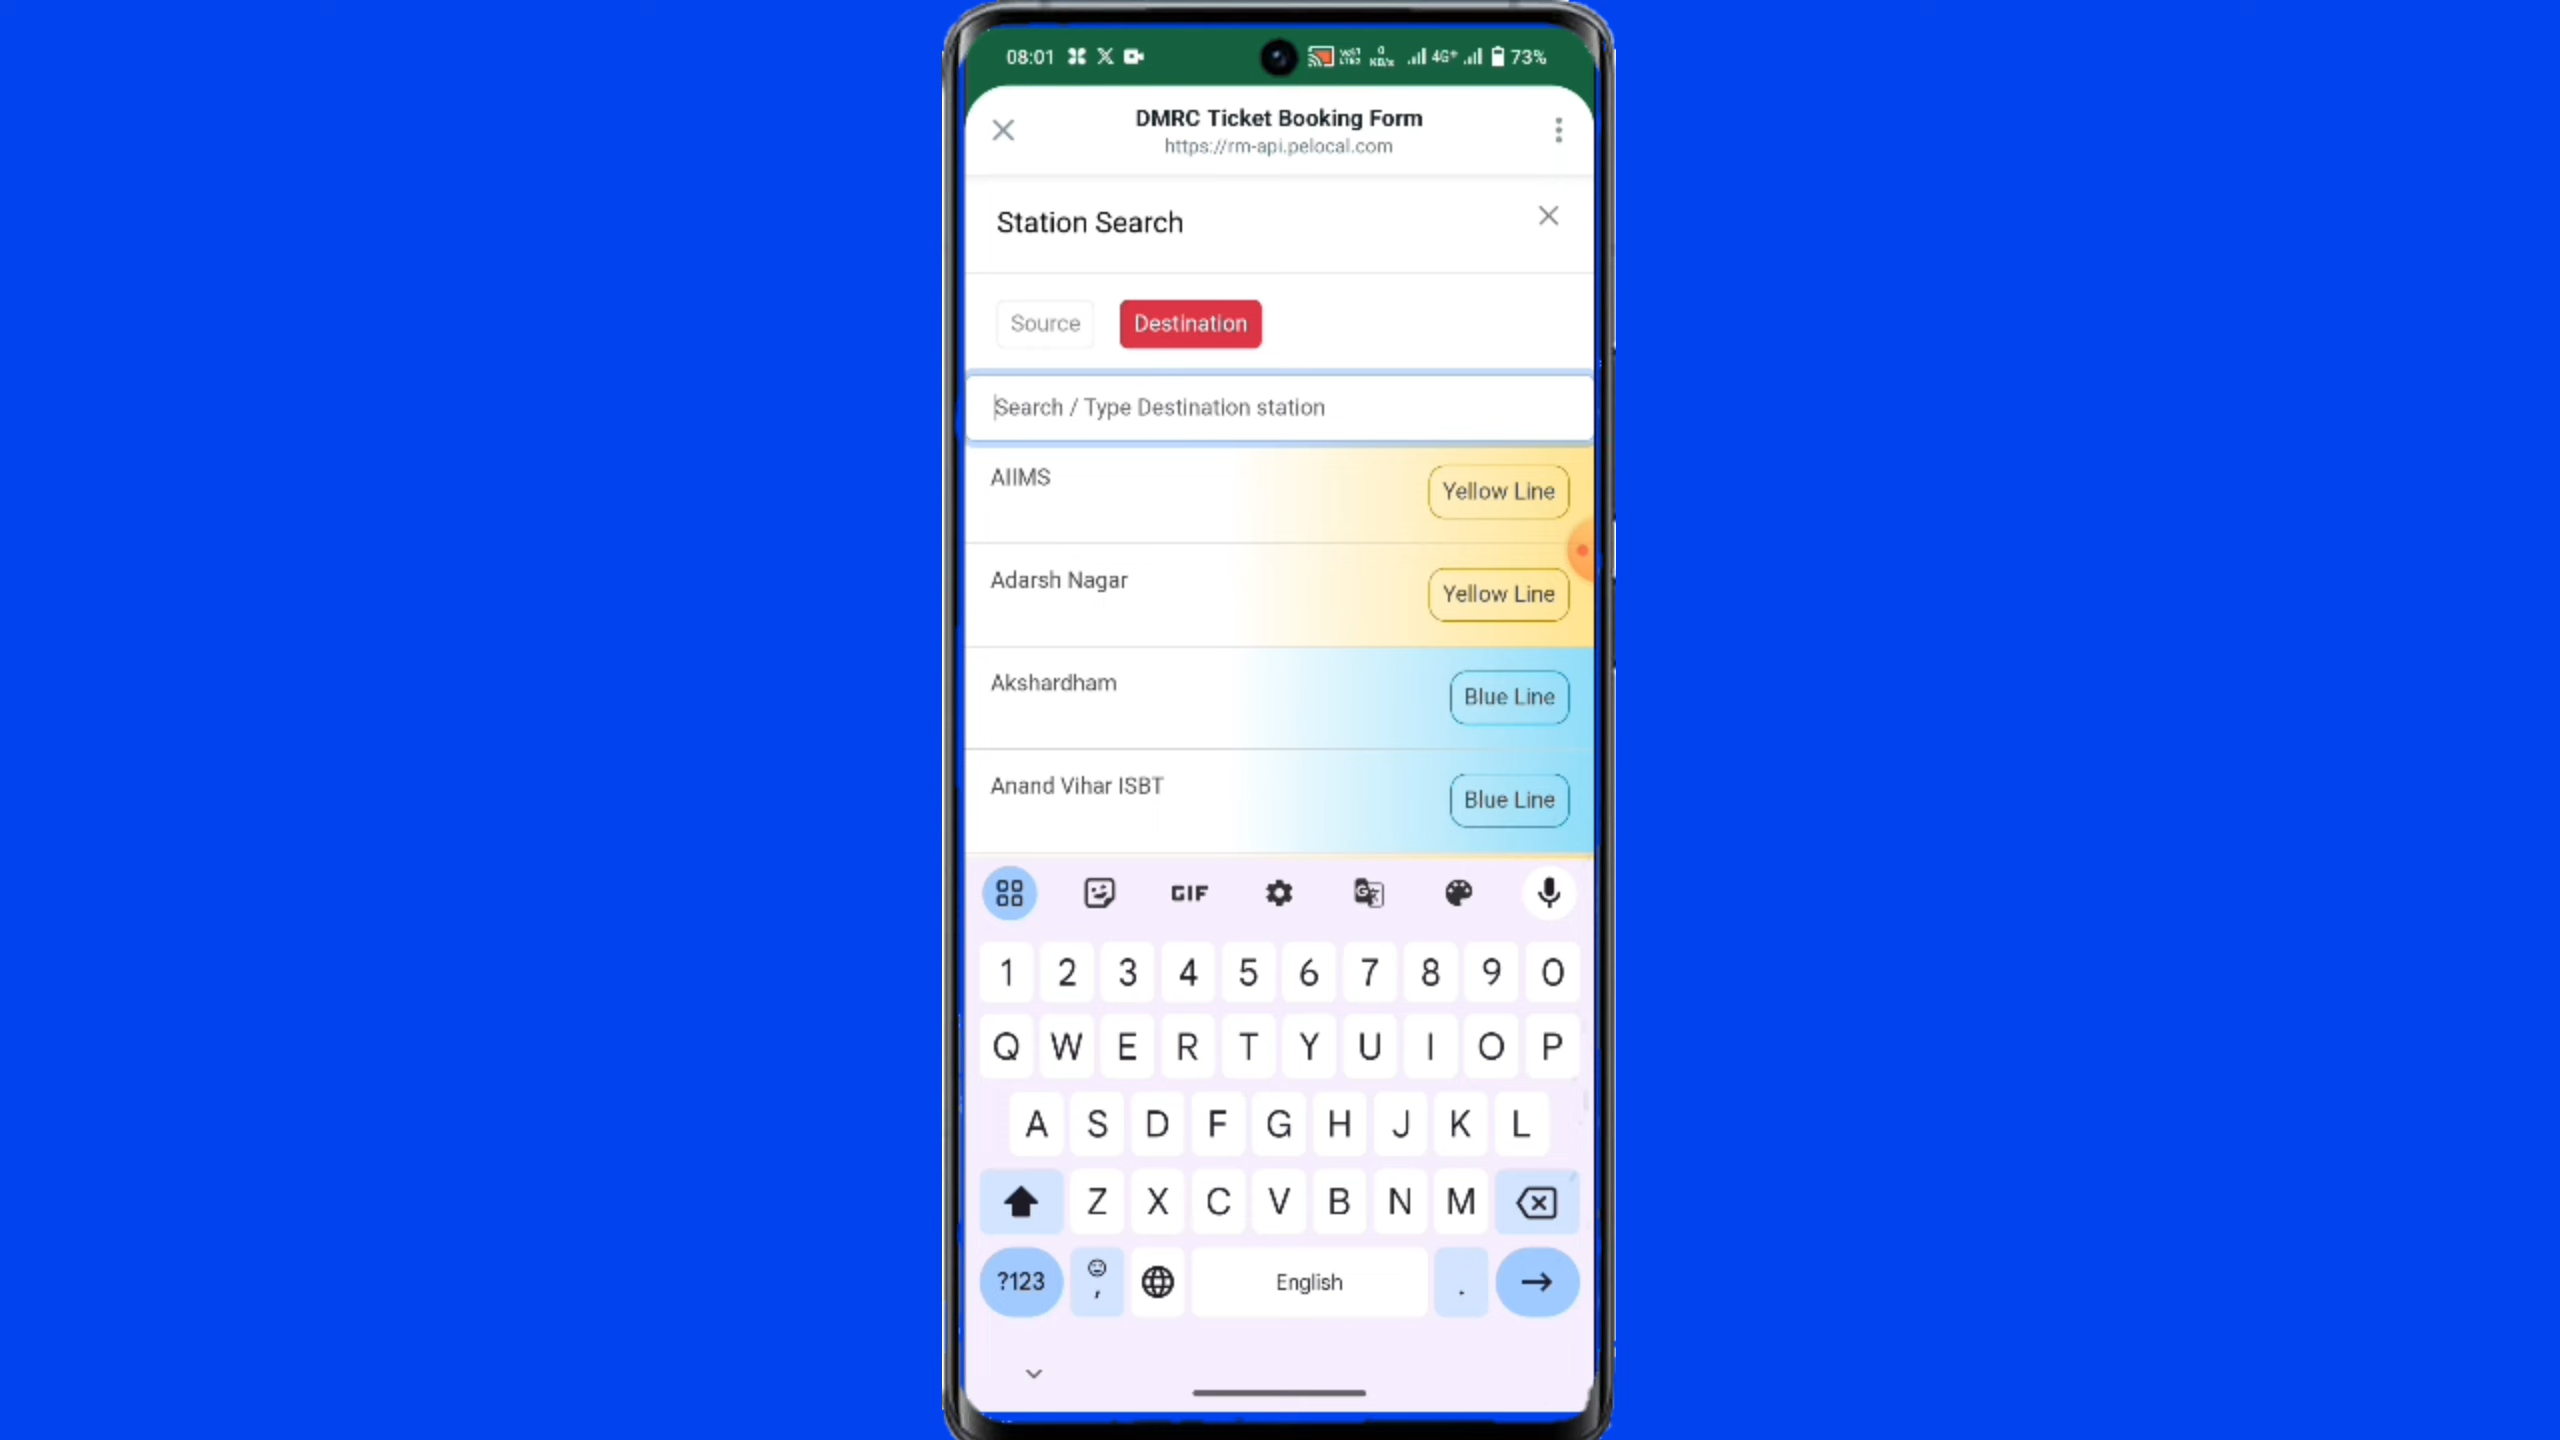 08:01 4G+ 73%
DMRC Ticket Booking Form
https://rm-api.pelocal.com
Station Search
Source Destination
Search / Type Destination station
AIIMS Yellow Line
Adarsh Nagar Yellow Line
Akshardham Blue Line
Anand Vihar ISBT Blue Line
GIF
1 2 3 4 5 6 7 8 9 0
Q W E R T Y U I O P
A S D F G H J K L
Z X C V B N M
?123 , English .